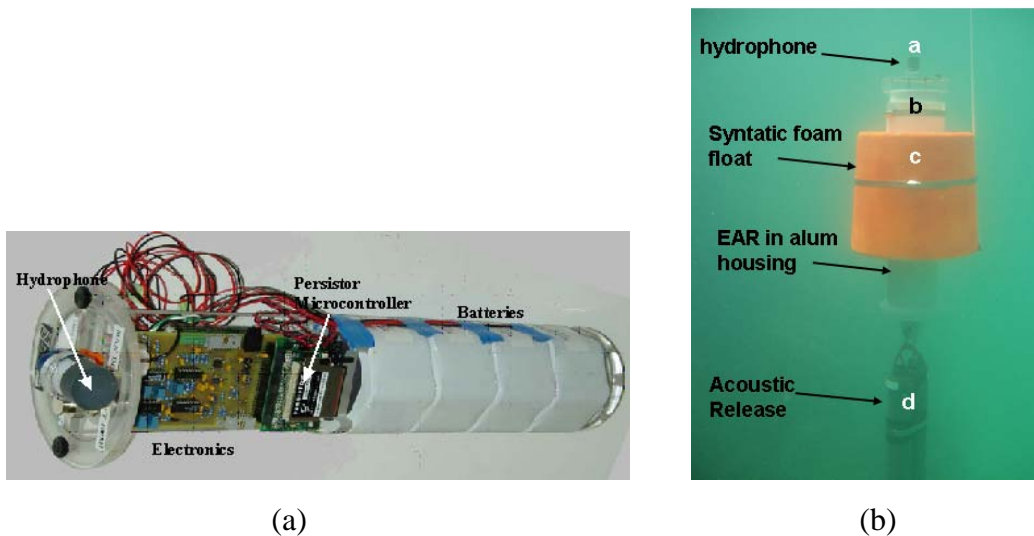 Hydrophone
Persistor
Microcontroller
Batteries
Electronics
(a)
hydrophone
a
b
Syntatic foam
float
c
EAR in alum
housing
Acoustic
Release
d
(b)